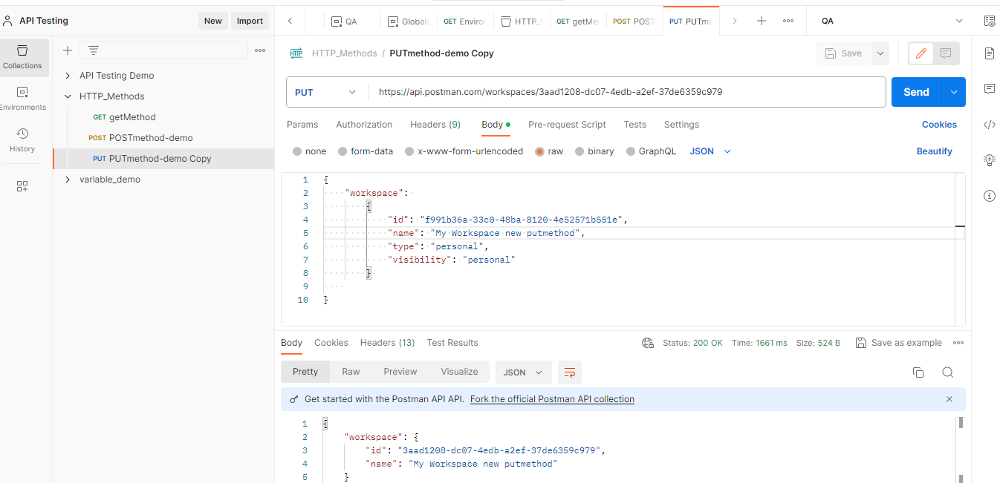 API Testing
New
Import
QA
Globals
GET Enviror
HTTP_
GET getMe
POST POST
PUT PUTme
QA
Collections
Environments
History
API Testing Demo
HTTP_Methods
GET getMethod
POST POSTmethod-demo
PUT PUTmethod-demo Copy
variable_demo
HTTP HTTP_Methods / PUTmethod-demo Copy
Save
PUT
https://api.postman.com/workspaces/3aad1208-dc07-4edb-a2ef-37de6359c979
Send
Params Authorization Headers (9) Body Pre-request Script Tests Settings Cookies
none form-data x-www-form-urlencoded raw binary GraphQL JSON Beautify
1 {
2 "workspace":
3 {
4 "id": "f991b36a-33c0-48ba-8120-4e52571b551e",
5 "name": "My Workspace new putmethod",
6 "type": "personal",
7 "visibility": "personal"
8 }
9
10 }
Body Cookies Headers (13) Test Results Status: 200 OK Time: 1661 ms Size: 524 B Save as example
Pretty Raw Preview Visualize JSON
Get started with the Postman API API. Fork the official Postman API collection
1 {
2 "workspace": {
3 "id": "3aad1208-dc07-4edb-a2ef-37de6359c979",
4 "name": "My Workspace new putmethod"
5 }